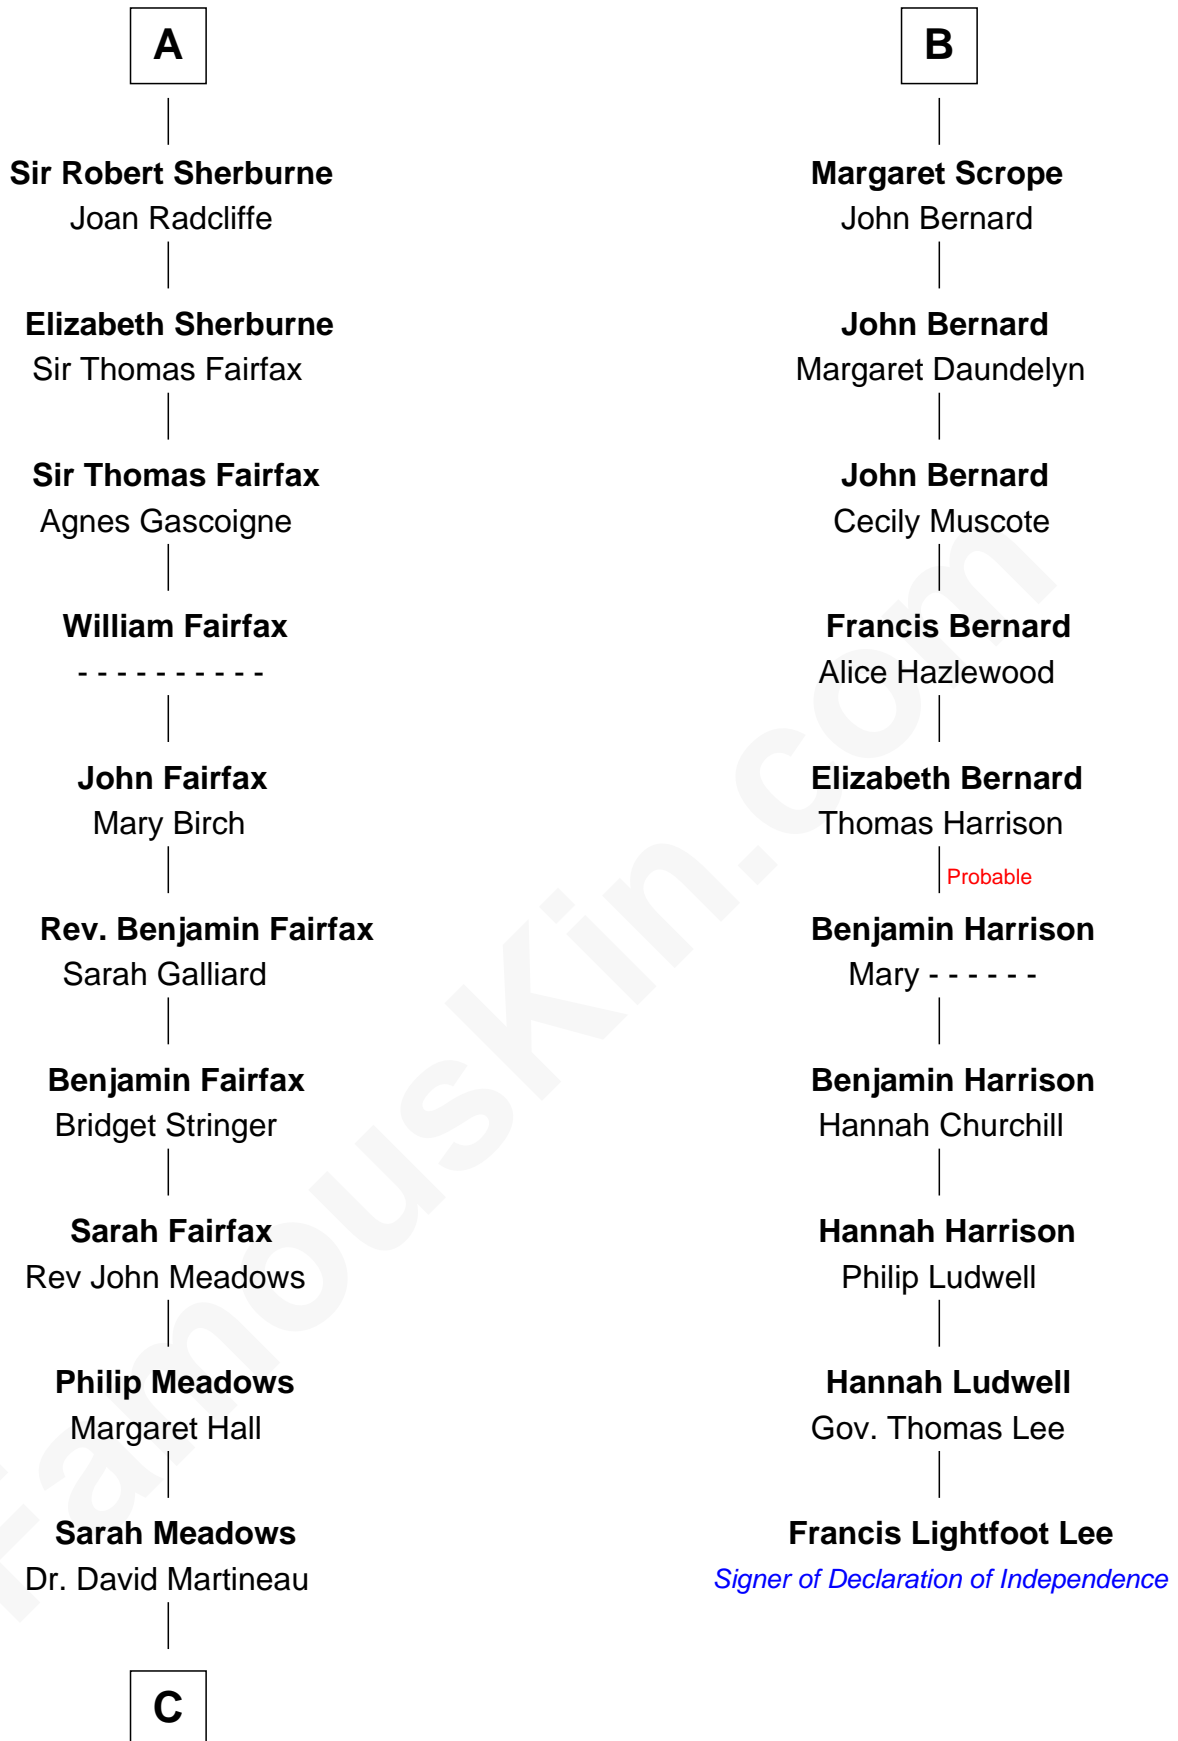 A
Sir Robert Sherburne
Joan Radcliffe
Elizabeth Sherburne
Sir Thomas Fairfax
Sir Thomas Fairfax
Agnes Gascoigne
William Fairfax
- - - - - - - - - -
John Fairfax
Mary Birch
Rev. Benjamin Fairfax
Sarah Galliard
Benjamin Fairfax
Bridget Stringer
Sarah Fairfax
Rev John Meadows
Philip Meadows
Margaret Hall
Sarah Meadows
Dr. David Martineau
C
B
Margaret Scrope
John Bernard
John Bernard
Margaret Daundelyn
John Bernard
Cecily Muscote
Francis Bernard
Alice Hazlewood
Elizabeth Bernard
Thomas Harrison
Probable
Benjamin Harrison
Mary - - - - - -
Benjamin Harrison
Hannah Churchill
Hannah Harrison
Philip Ludwell
Hannah Ludwell
Gov. Thomas Lee
Francis Lightfoot Lee
Signer of Declaration of Independence
FamousKin.com